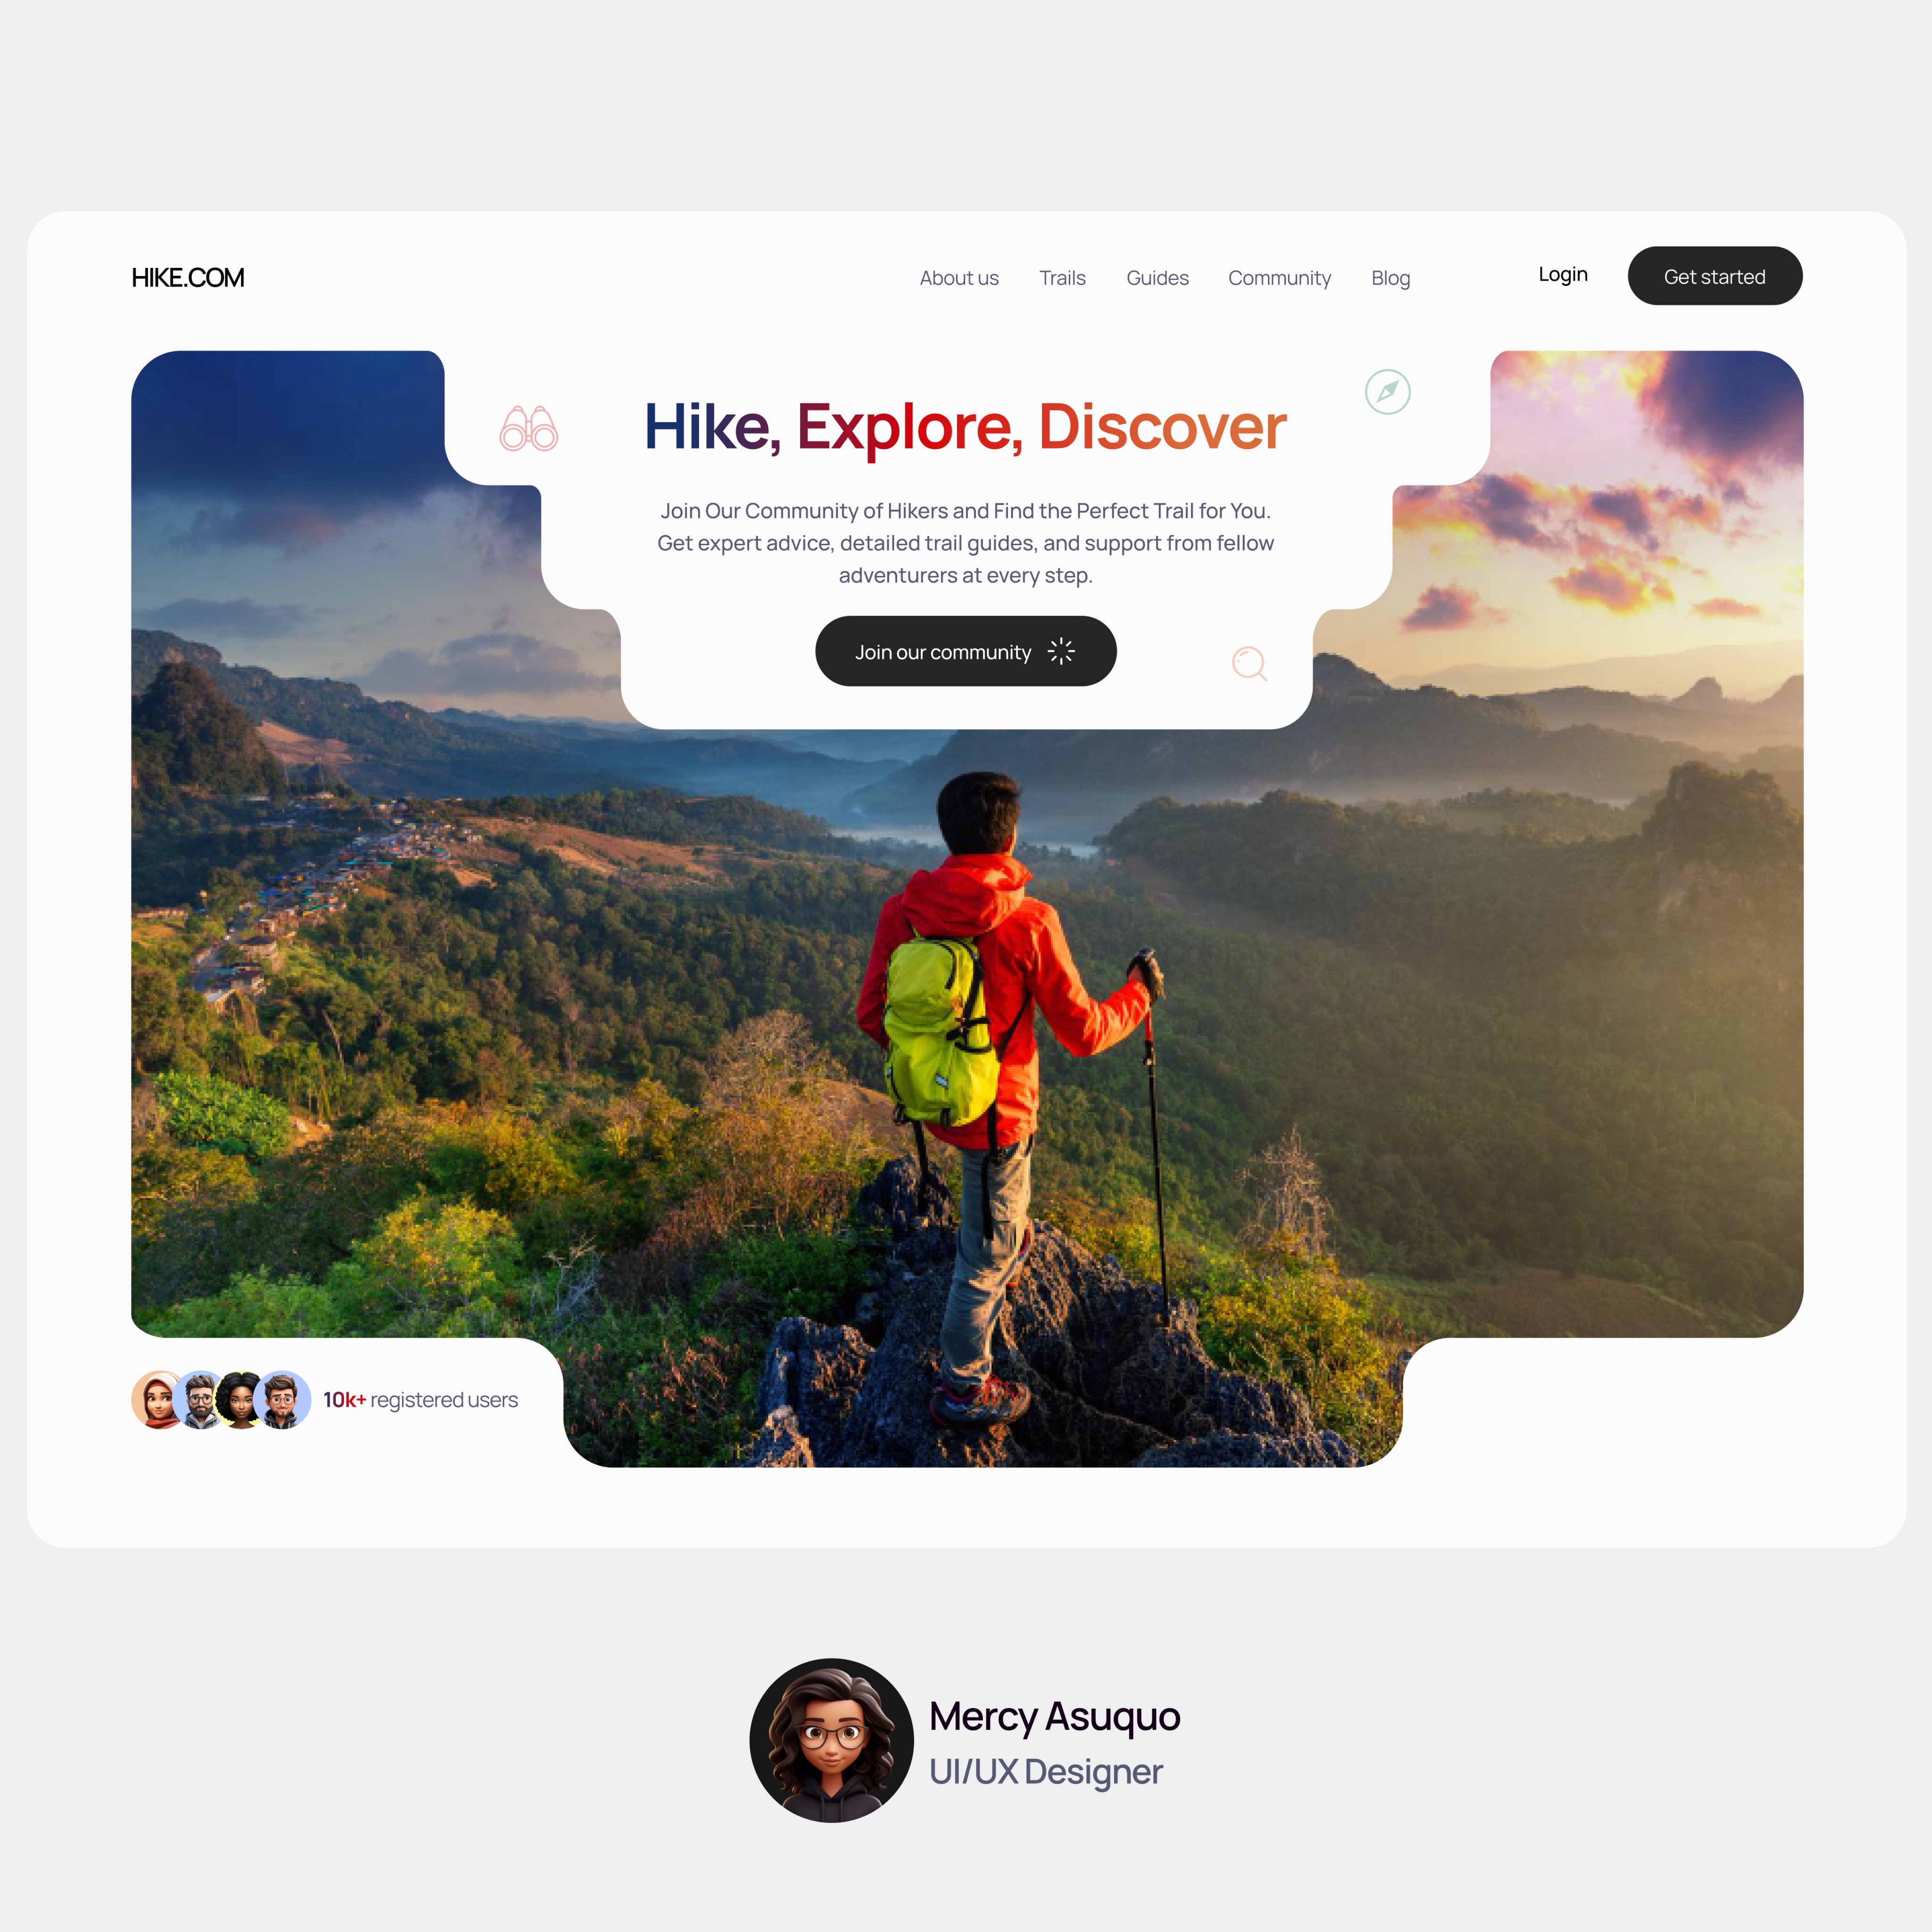 HIKE.COM
About us
Trails
Guides
Community
Blog
Login
Get started
Hike, Explore, Discover
Join Our Community of Hikers and Find the Perfect Trail for You.
Get expert advice, detailed trail guides, and support from fellow
adventurers at every step.
Join our community
10k+ registered users
Mercy Asuquo
UI/UX Designer